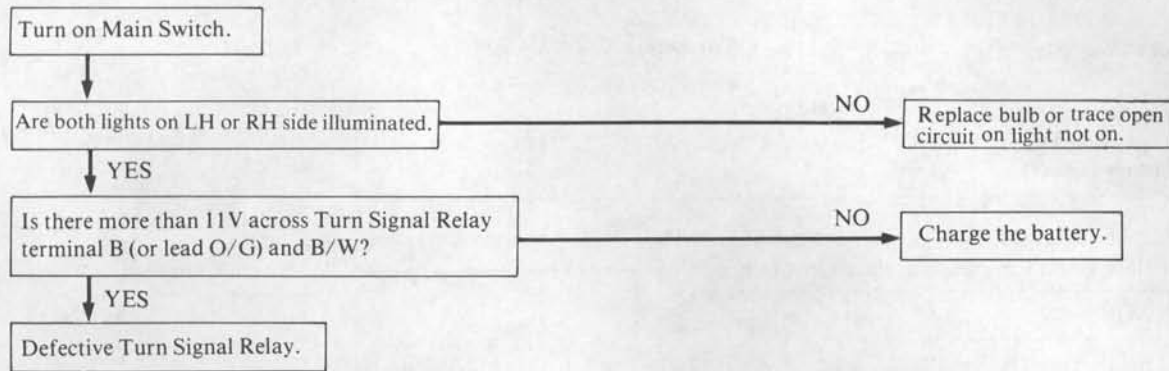 Turn on Main Switch.
Are both lights on LH or RH side illuminated.
NO
Replace bulb or trace open
circuit on light not on.
YES
Is there more than 11V across Turn Signal Relay
terminal B (or lead O/G) and B/W?
NO
Charge the battery.
YES
Defective Turn Signal Relay.